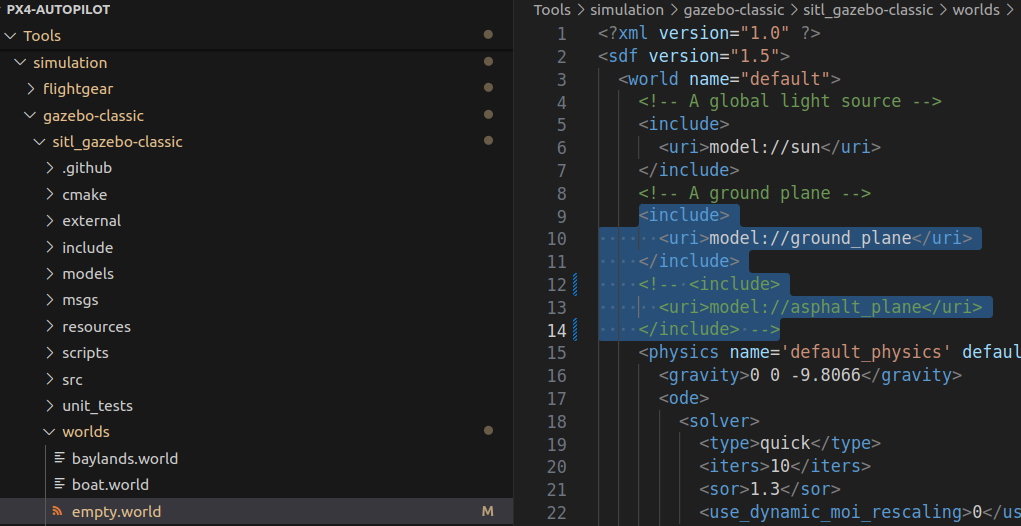 PX4-AUTOPILOT
Tools
simulation
flightgear
gazebo-classic
sitl_gazebo-classic
.github
cmake
external
include
models
msgs
resources
scripts
src
unit_tests
worlds
baylands.world
boat.world
empty.world M
Tools > simulation > gazebo-classic > sitl_gazebo-classic > worlds >
1 <?xml version="1.0" ?>
2 <sdf version="1.5">
3 <world name="default">
4 <!-- A global light source -->
5 <include>
6 <uri>model://sun</uri>
7 </include>
8 <!-- A ground plane -->
9 <include>
10 <uri>model://ground_plane</uri>
11 </include>
12 <!-- <include>
13 <uri>model://asphalt_plane</uri>
14 </include> -->
15 <physics name='default_physics' defaul
16 <gravity>0 0 -9.8066</gravity>
17 <ode>
18 <solver>
19 <type>quick</type>
20 <iters>10</iters>
21 <sor>1.3</sor>
22 <use_dynamic_moi_rescaling>0</us